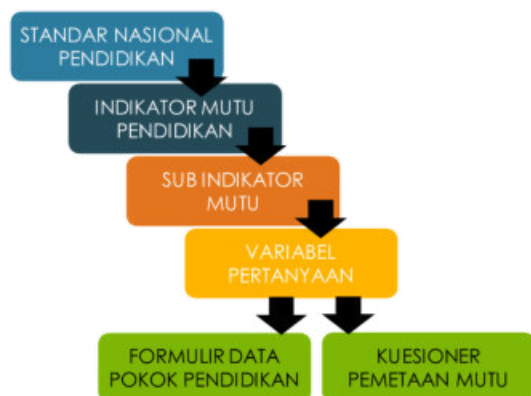 STANDAR NASIONAL
PENDIDIKAN
INDIKATOR MUTU
PENDIDIKAN
SUB INDIKATOR
MUTU
VARIABEL
PERTANYAAN
FORMULIR DATA
POKOK PENDIDIKAN
KUESIONER
PEMETAAN MUTU